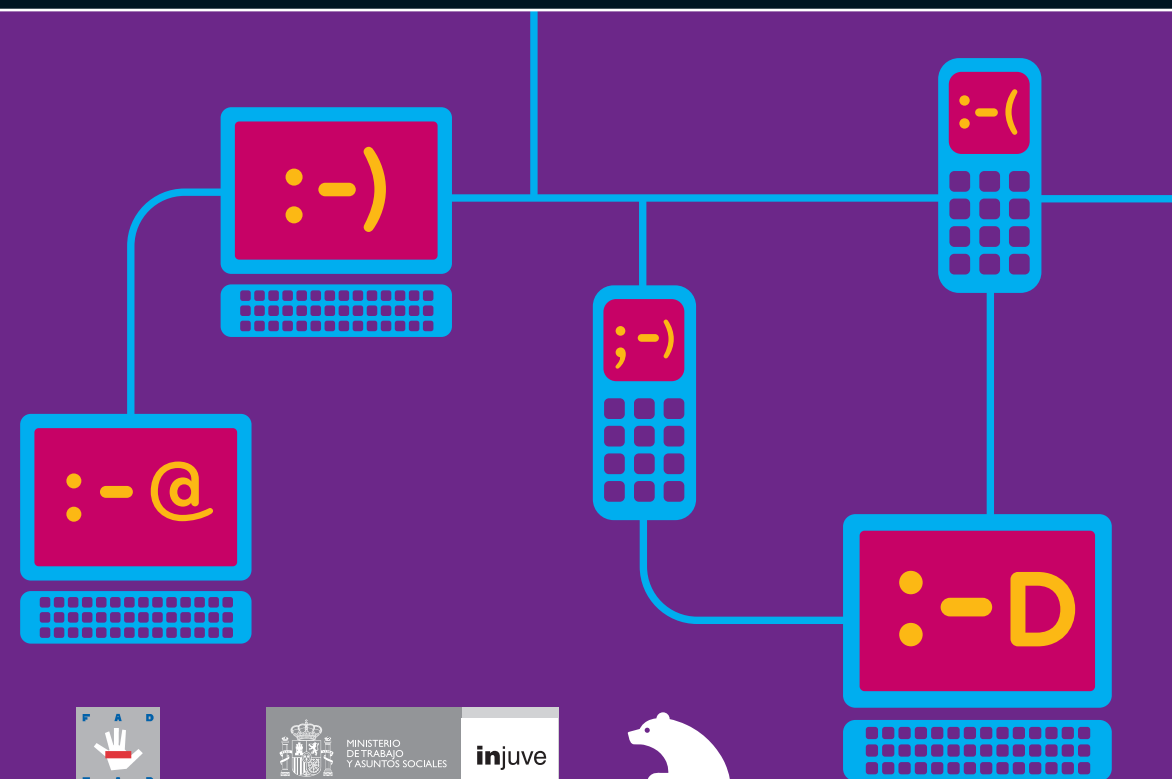 :-)
:-(
;-)
:-@
:-D
F A D
MINISTERIO
DE TRABAJO
Y ASUNTOS SOCIALES
injuve